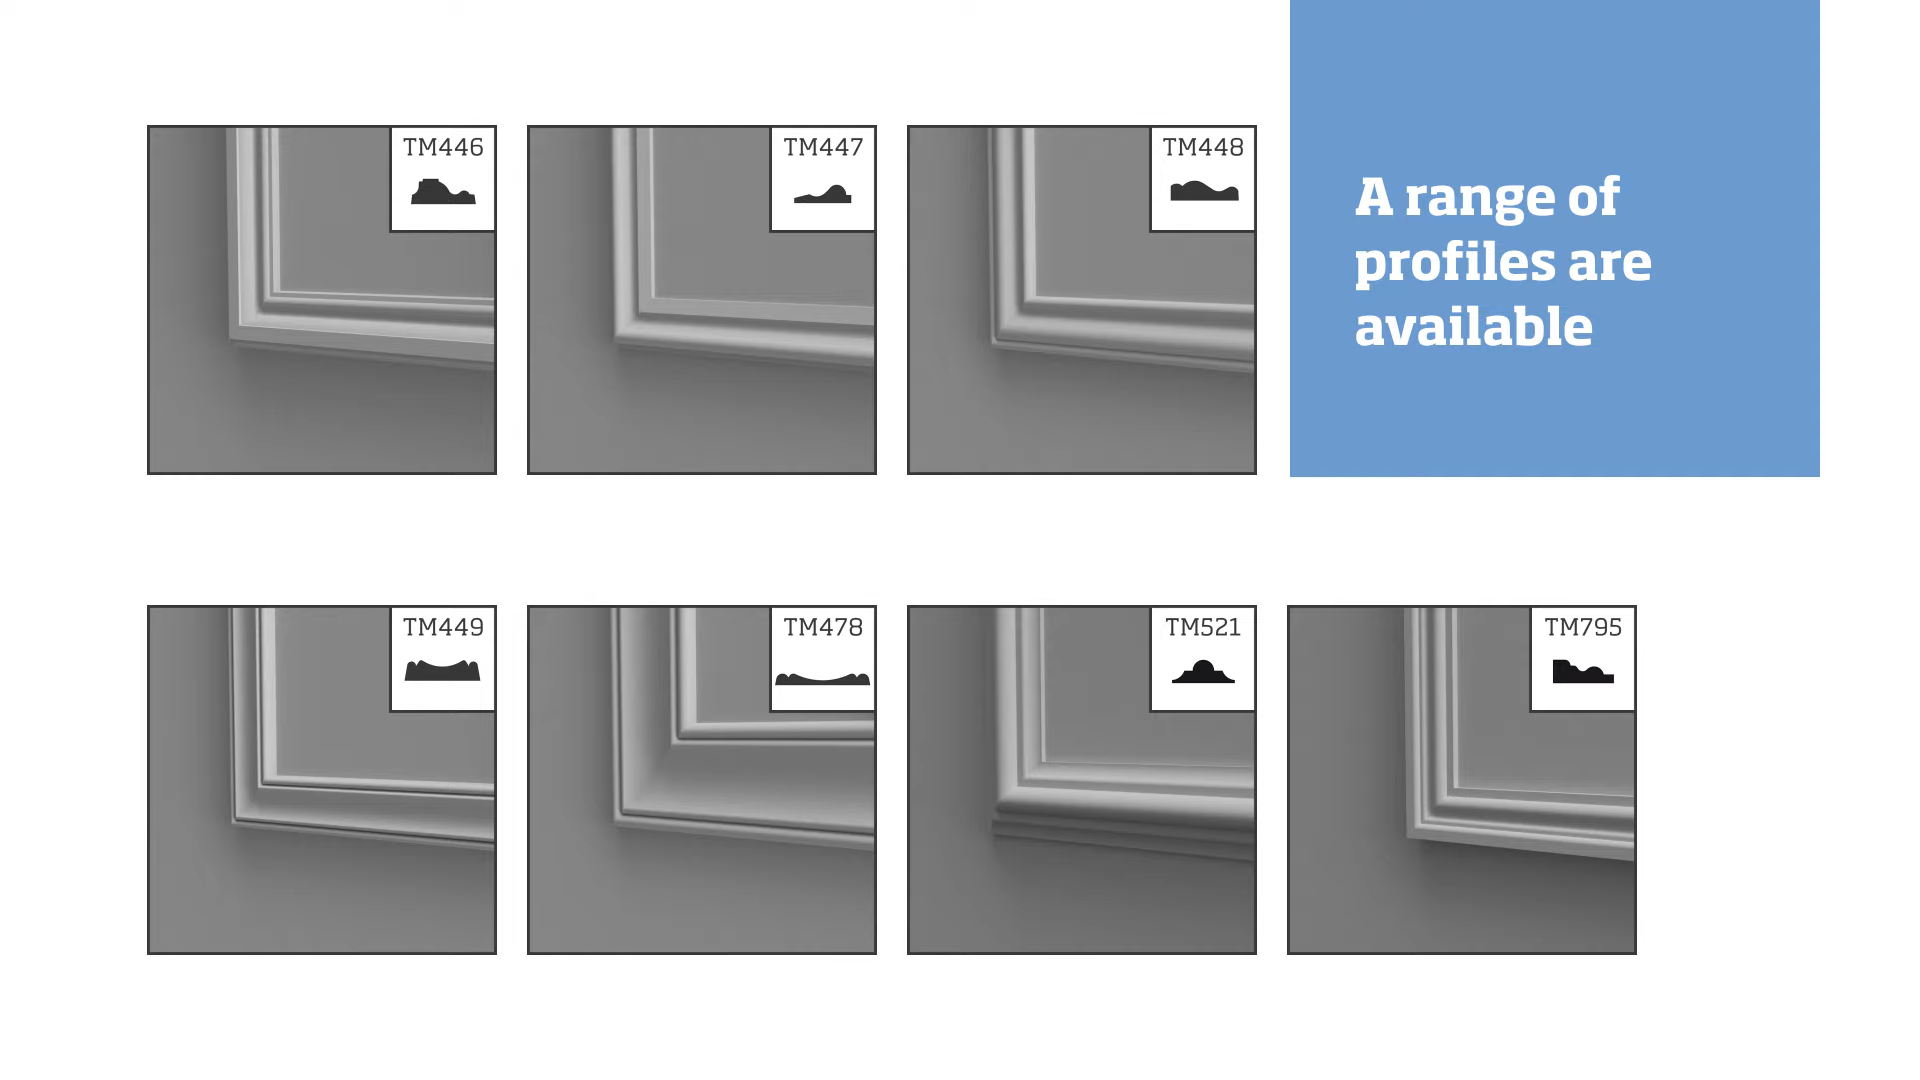 TM446
TM447
TM448
A range of
profiles are
available
TM449
TM478
TM521
TM795